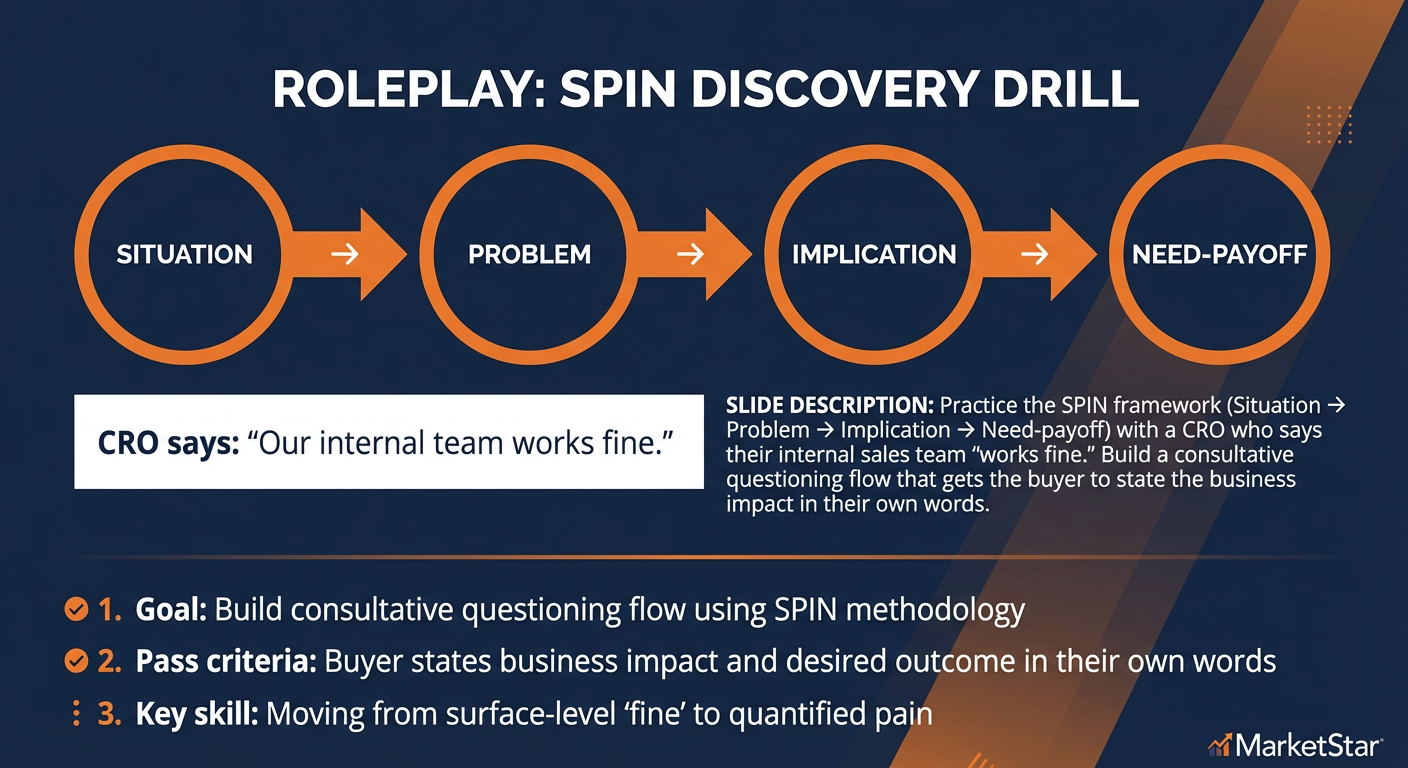 ROLEPLAY: SPIN DISCOVERY DRILL
SITUATION → PROBLEM → IMPLICATION → NEED-PAYOFF
CRO says: “Our internal team works fine.”
SLIDE DESCRIPTION: Practice the SPIN framework (Situation →
Problem → Implication → Need-payoff) with a CRO who says
their internal sales team “works fine.” Build a consultative
questioning flow that gets the buyer to state the business
impact in their own words.
1. Goal: Build consultative questioning flow using SPIN methodology
2. Pass criteria: Buyer states business impact and desired outcome in their own words
3. Key skill: Moving from surface-level ‘fine’ to quantified pain
MarketStar